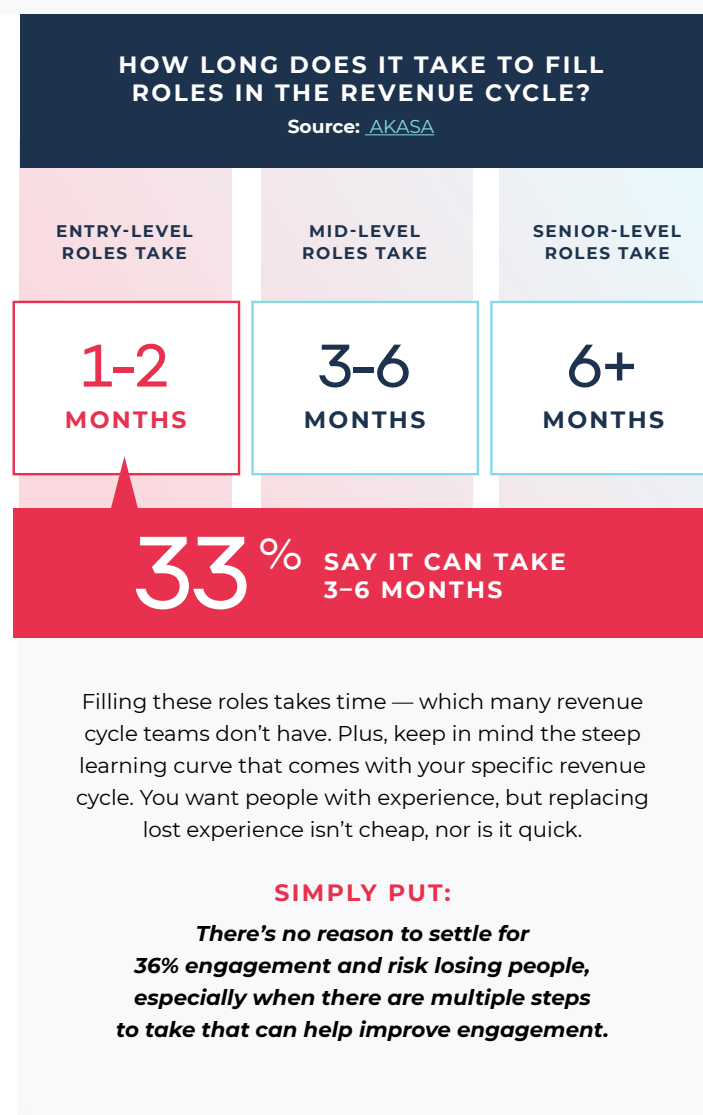 HOW LONG DOES IT TAKE TO FILL
ROLES IN THE REVENUE CYCLE?
Source: AKASA
ENTRY-LEVEL
ROLES TAKE
1–2
MONTHS
MID-LEVEL
ROLES TAKE
3–6
MONTHS
SENIOR-LEVEL
ROLES TAKE
6+
MONTHS
33% SAY IT CAN TAKE
3–6 MONTHS
Filling these roles takes time — which many revenue
cycle teams don’t have. Plus, keep in mind the steep
learning curve that comes with your specific revenue
cycle. You want people with experience, but replacing
lost experience isn’t cheap, nor is it quick.
SIMPLY PUT:
There’s no reason to settle for
36% engagement and risk losing people,
especially when there are multiple steps
to take that can help improve engagement.